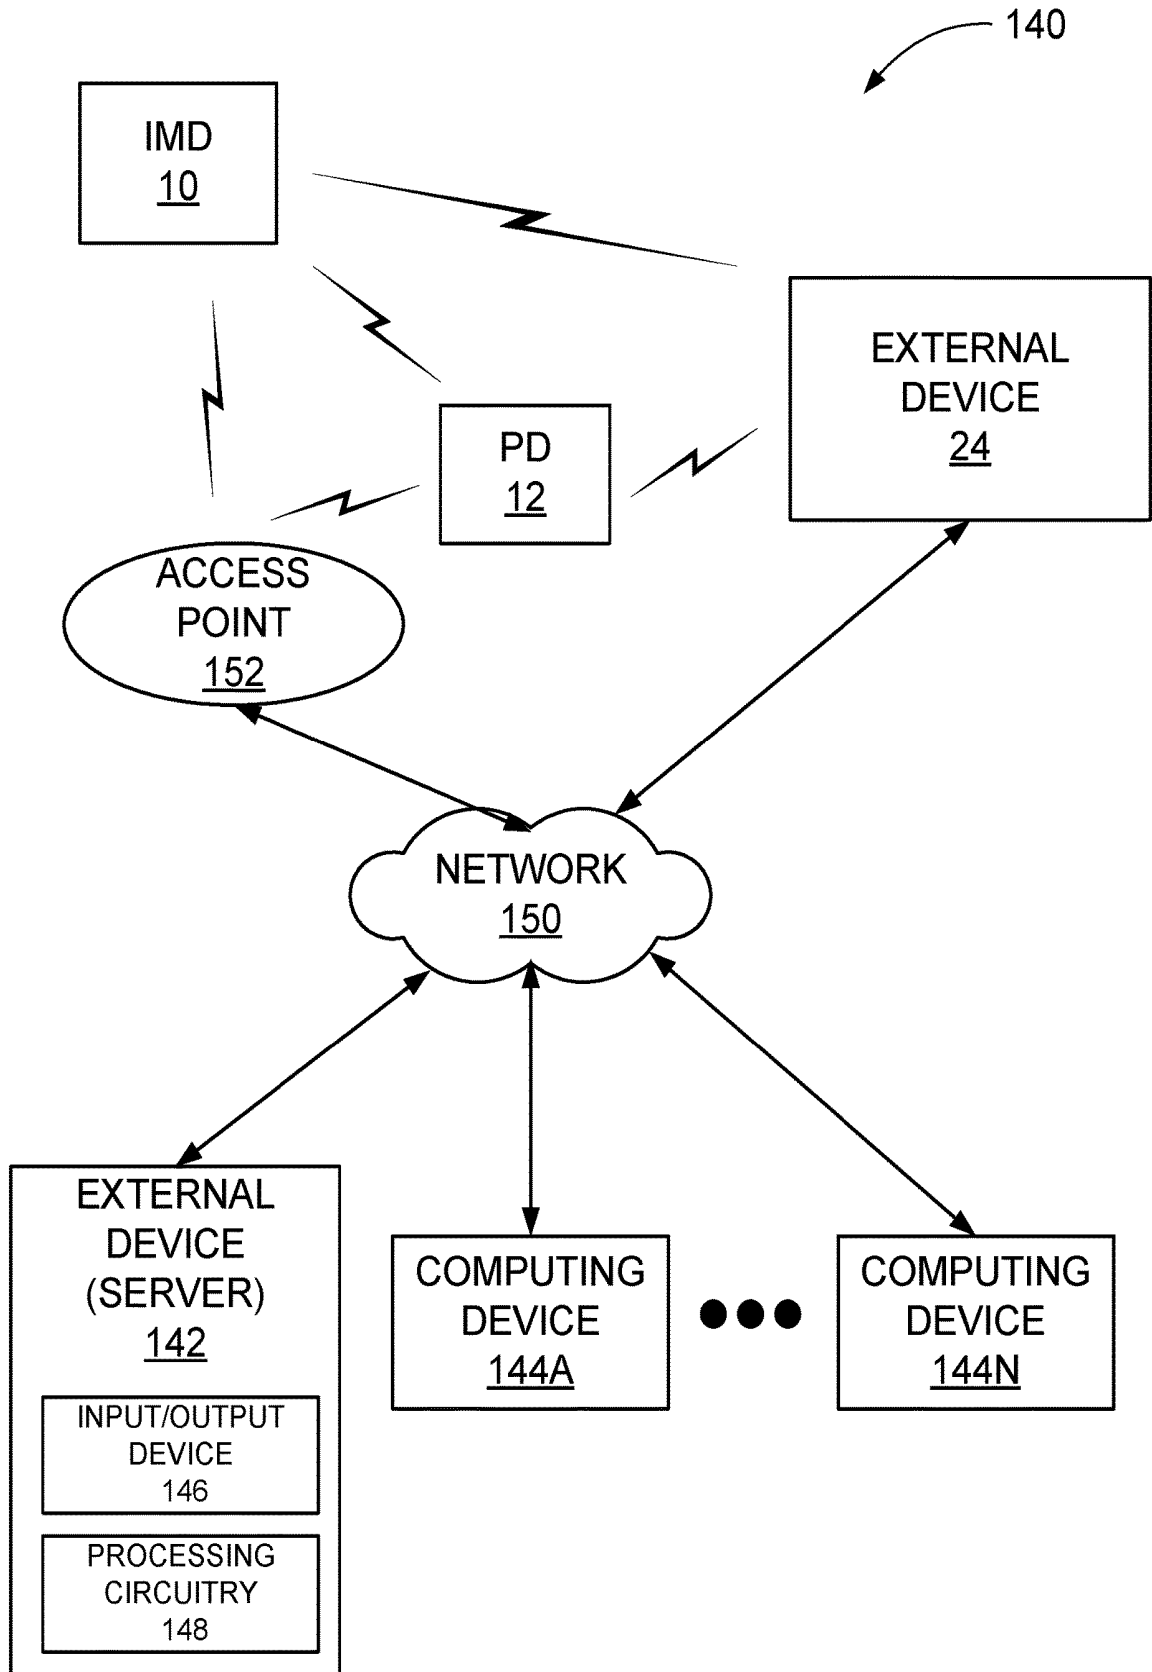 140
IMD
10
EXTERNAL
DEVICE
24
PD
12
ACCESS
POINT
152
NETWORK
150
EXTERNAL
DEVICE
(SERVER)
142
INPUT/OUTPUT
DEVICE
146
PROCESSING
CIRCUITRY
148
COMPUTING
DEVICE
144A
COMPUTING
DEVICE
144N